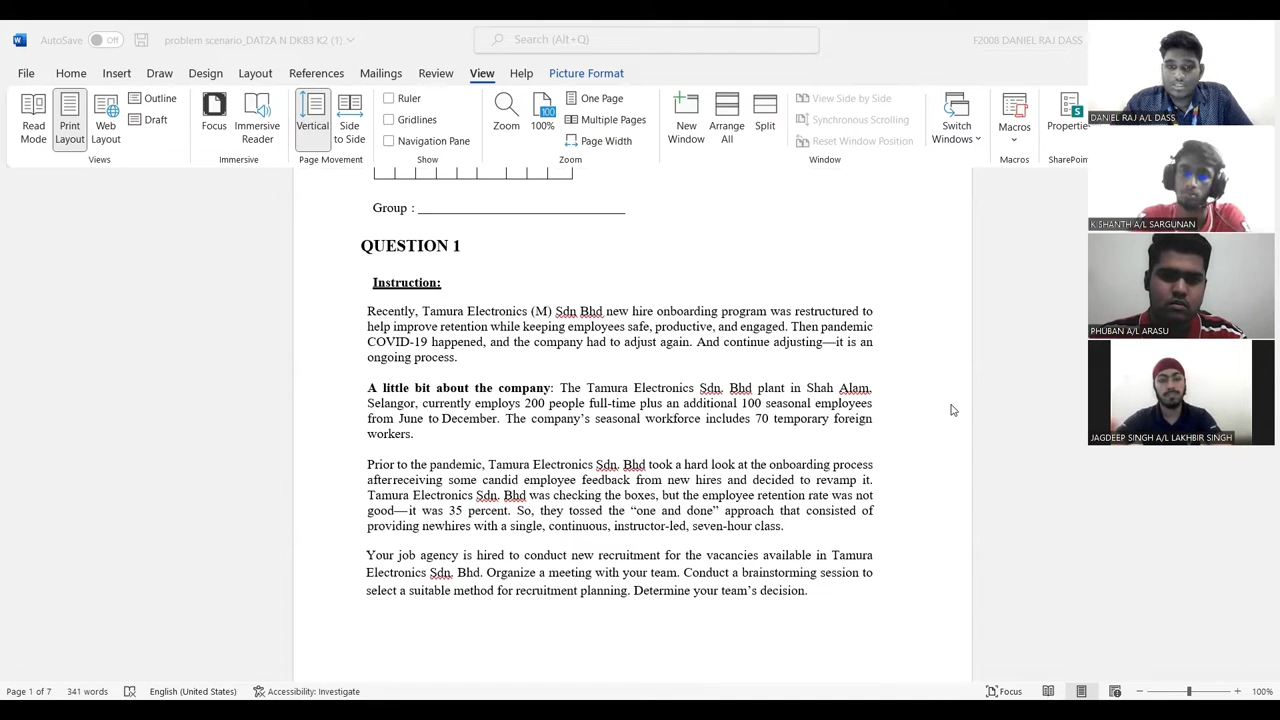 AutoSave Off problem scenario_DAT2A N DKB3 K2 (1) Search (Alt+Q) F2008 DANIEL RAJ DASS
File Home Insert Draw Design Layout References Mailings Review View Help Picture Format
Read Mode
Print Layout
Web Layout
Outline
Draft
Views
Focus
Immersive Reader
Immersive
Vertical
Side to Side
Page Movement
Ruler
Gridlines
Navigation Pane
Show
Zoom
100%
One Page
Multiple Pages
Page Width
Zoom
New Window
Arrange All
Split
View Side by Side
Synchronous Scrolling
Reset Window Position
Window
Switch Windows
Macros
Macros
Propertie
SharePoi
DANIEL RAJ A/L DASS
KISHANTH A/L SARGUNAN
PHUBAN A/L ARASU
JAGDEEP SINGH A/L LAKHBIR SINGH
Group : ________________________________
QUESTION 1
Instruction:
Recently, Tamura Electronics (M) Sdn Bhd new hire onboarding program was restructured to
help improve retention while keeping employees safe, productive, and engaged. Then pandemic
COVID-19 happened, and the company had to adjust again. And continue adjusting—it is an
ongoing process.
A little bit about the company: The Tamura Electronics Sdn. Bhd plant in Shah Alam,
Selangor, currently employs 200 people full-time plus an additional 100 seasonal employees
from June to December. The company's seasonal workforce includes 70 temporary foreign
workers.
Prior to the pandemic, Tamura Electronics Sdn. Bhd took a hard look at the onboarding process
afterreceiving some candid employee feedback from new hires and decided to revamp it.
Tamura Electronics Sdn. Bhd was checking the boxes, but the employee retention rate was not
good—it was 35 percent. So, they tossed the “one and done” approach that consisted of
providing newhires with a single, continuous, instructor-led, seven-hour class.
Your job agency is hired to conduct new recruitment for the vacancies available in Tamura
Electronics Sdn. Bhd. Organize a meeting with your team. Conduct a brainstorming session to
select a suitable method for recruitment planning. Determine your team’s decision.
Page 1 of 7 341 words English (United States) Accessibility: Investigate Focus 100%